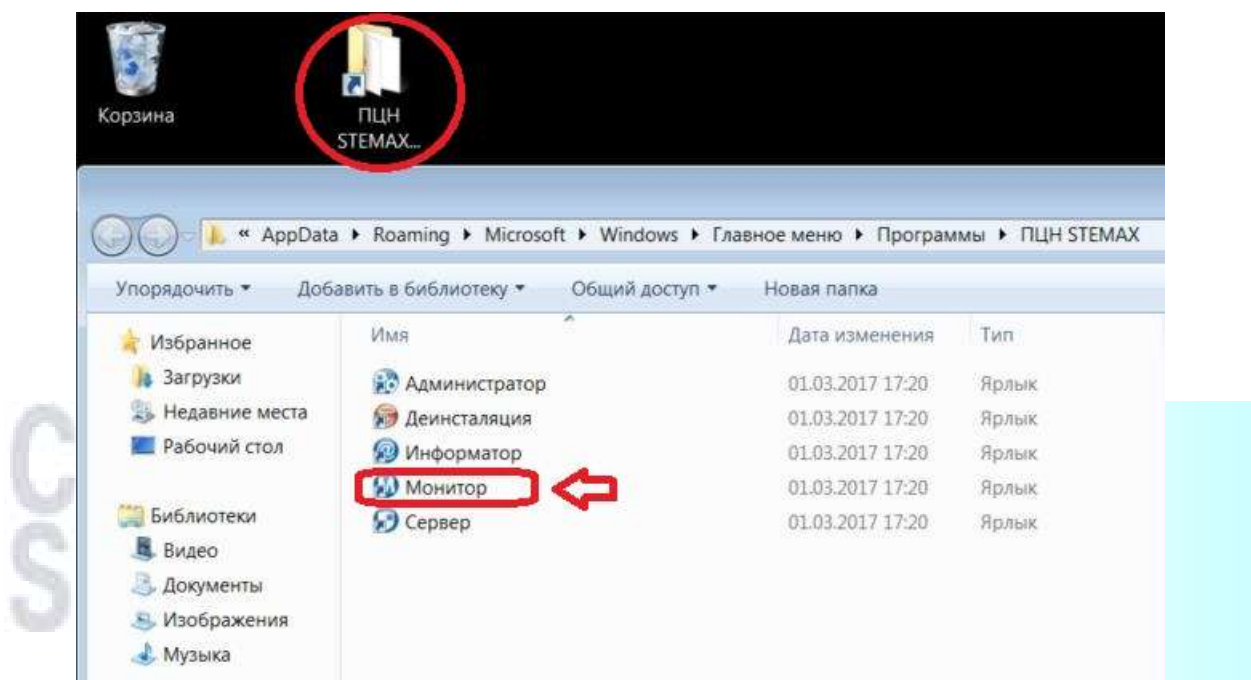 Корзина
ПЦН
STEMAX...
« AppData ▸ Roaming ▸ Microsoft ▸ Windows ▸ Главное меню ▸ Программы ▸ ПЦН STEMAX
Упорядочить ▾ Добавить в библиотеку ▾ Общий доступ ▾ Новая папка
Избранное
Загрузки
Недавние места
Рабочий стол
Библиотеки
Видео
Документы
Изображения
Музыка
Имя Дата изменения Тип
Администратор 01.03.2017 17:20 Ярлык
Деинсталяция 01.03.2017 17:20 Ярлык
Информатор 01.03.2017 17:20 Ярлык
Монитор 01.03.2017 17:20 Ярлык
Сервер 01.03.2017 17:20 Ярлык
C
S